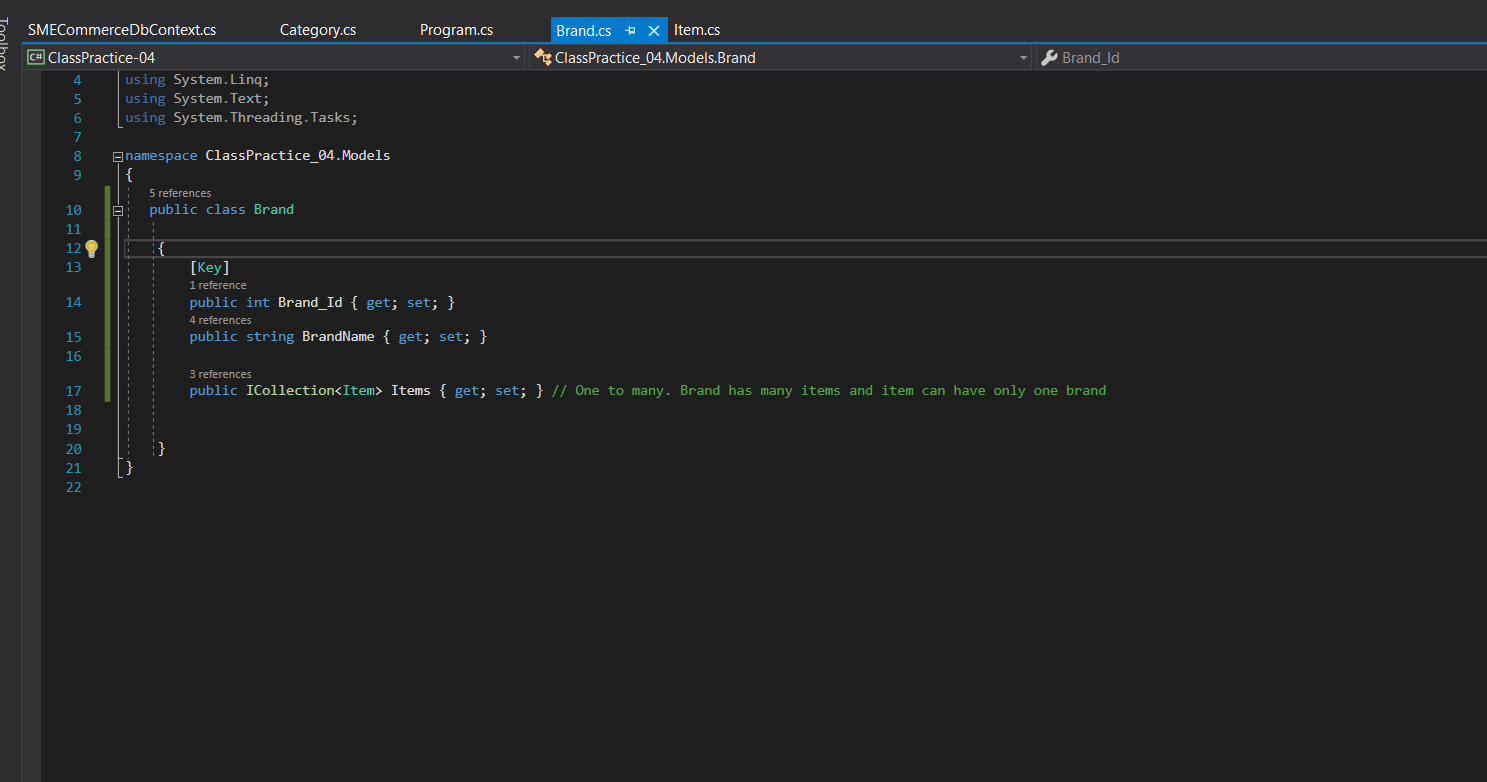 Toolbox
SMECommerceDbContext.cs Category.cs Program.cs Brand.cs Item.cs
C# ClassPractice-04 ClassPractice_04.Models.Brand Brand_Id
4 using System.Linq;
5 using System.Text;
6 using System.Threading.Tasks;
7
8 namespace ClassPractice_04.Models
9 {
5 references
10 public class Brand
11
12 {
13 [Key]
1 reference
14 public int Brand_Id { get; set; }
4 references
15 public string BrandName { get; set; }
16
3 references
17 public ICollection<Item> Items { get; set; } // One to many. Brand has many items and item can have only one brand
18
19
20 }
21 }
22